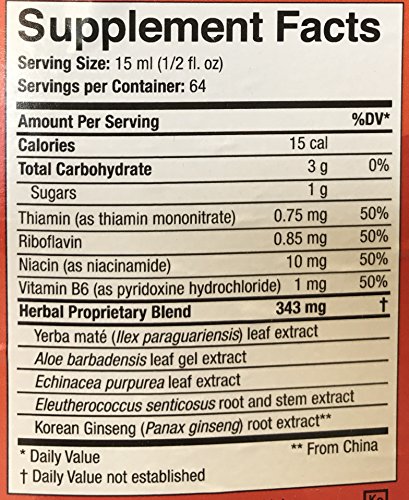 Supplement Facts
Serving Size: 15 ml (1/2 fl. oz)
Servings per Container: 64
Amount Per Serving %DV*
Calories 15 cal
Total Carbohydrate 3 g 0%
Sugars 1 g
Thiamin (as thiamin mononitrate) 0.75 mg 50%
Riboflavin 0.85 mg 50%
Niacin (as niacinamide) 10 mg 50%
Vitamin B6 (as pyridoxine hydrochloride) 1 mg 50%
Herbal Proprietary Blend 343 mg †
Yerba maté (Ilex paraguariensis) leaf extract
Aloe barbadensis leaf gel extract
Echinacea purpurea leaf extract
Eleutherococcus senticosus root and stem extract
Korean Ginseng (Panax ginseng) root extract**
* Daily Value ** From China
† Daily Value not established